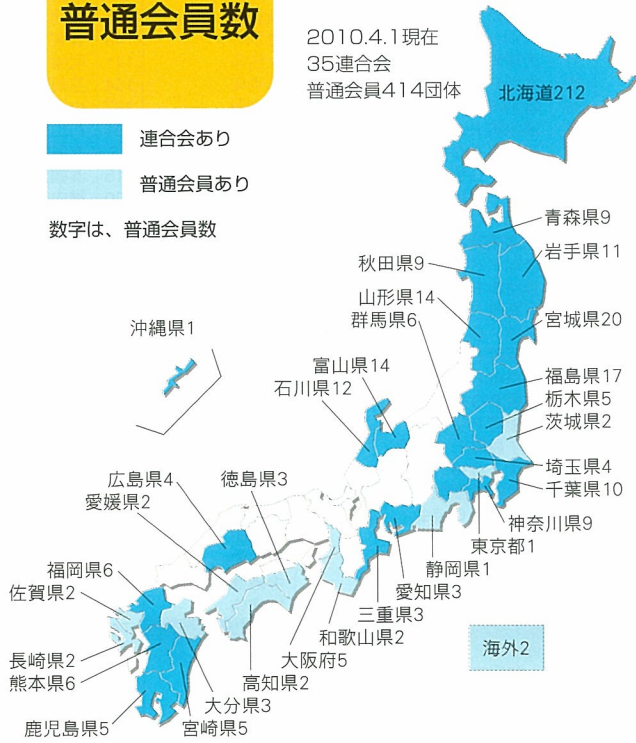 普通会員数
2010.4.1現在
35連合会
普通会員414団体
連合会あり
普通会員あり
数字は、普通会員数
北海道212
青森県9
岩手県11
秋田県9
山形県14
群馬県6
宮城県20
沖縄県1
富山県14
石川県12
福島県17
栃木県5
茨城県2
埼玉県4
千葉県10
神奈川県9
東京都1
静岡県1
愛知県3
三重県3
和歌山県2
大阪府5
広島県4
徳島県3
愛媛県2
高知県2
福岡県6
佐賀県2
長崎県2
熊本県6
大分県3
宮崎県5
鹿児島県5
海外2